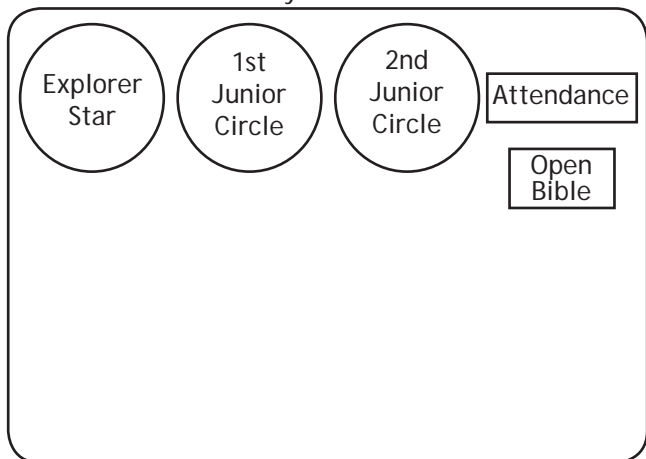 Explorer
Star
1st
Junior
Circle
2nd
Junior
Circle
Attendance
Open
Bible